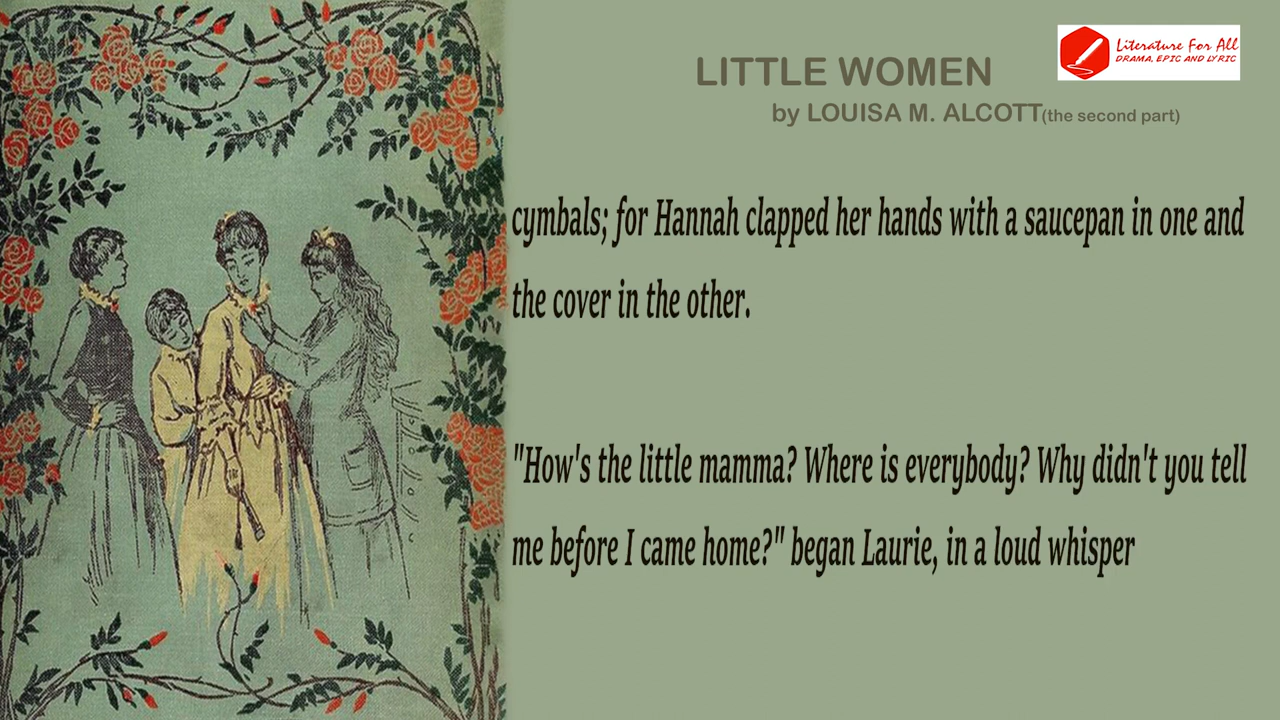 LITTLE WOMEN
by LOUISA M. ALCOTT(the second part)
Literature For All
DRAMA, EPIC AND LYRIC
cymbals; for Hannah clapped her hands with a saucepan in one and
the cover in the other.
"How's the little mamma? Where is everybody? Why didn't you tell
me before I came home?" began Laurie, in a loud whisper